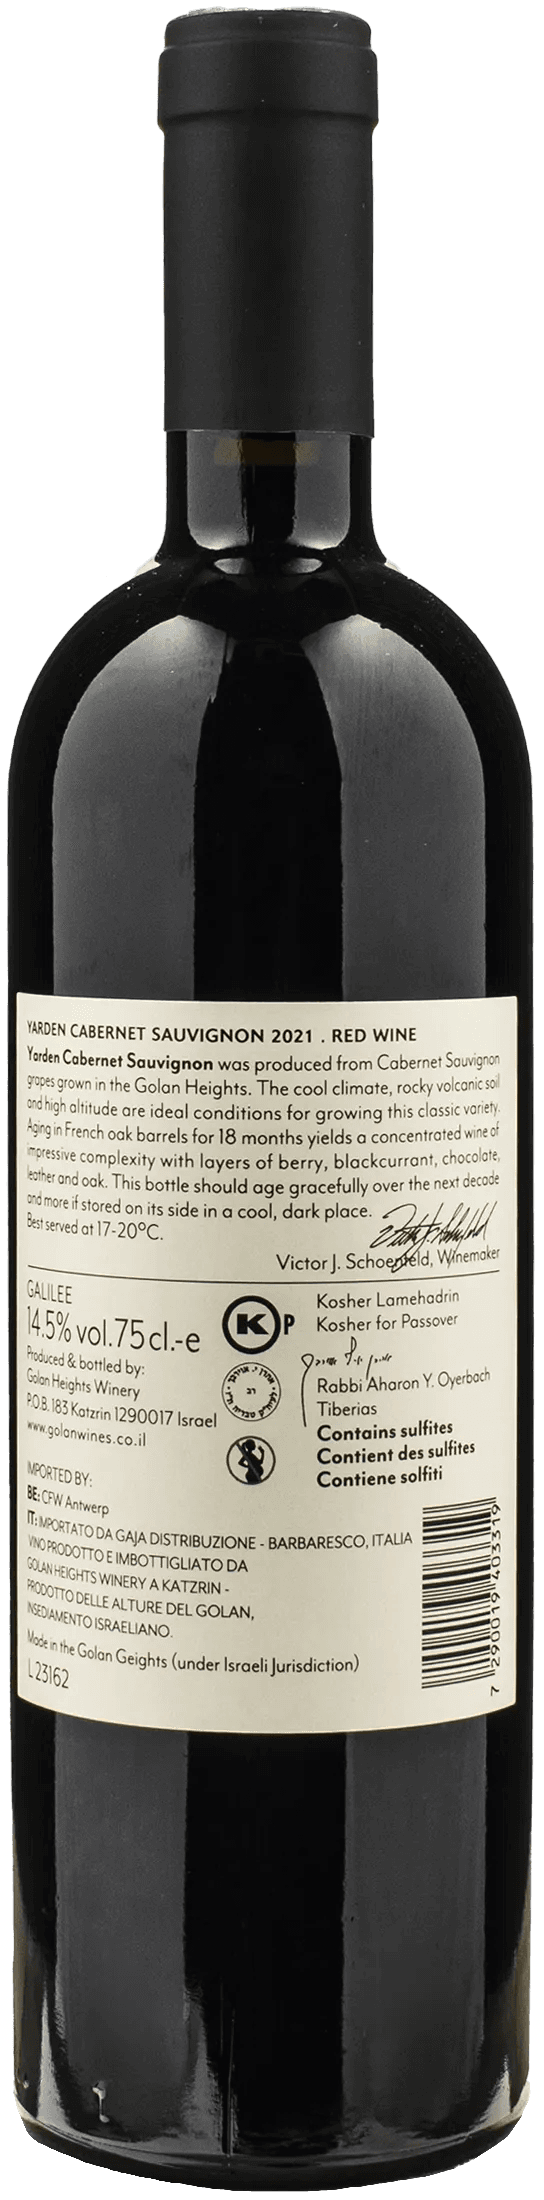 YARDEN CABERNET SAUVIGNON 2021 . RED WINE
Yarden Cabernet Sauvignon was produced from Cabernet Sauvignon
grapes grown in the Golan Heights. The cool climate, rocky volcanic soil
and high altitude are ideal conditions for growing this classic variety.
Aging in French oak barrels for 18 months yields a concentrated wine of
impressive complexity with layers of berry, blackcurrant, chocolate,
leather and oak. This bottle should age gracefully over the next decade
and more if stored on its side in a cool, dark place.
Best served at 17-20°C.
Victor J. Schoenfeld, Winemaker
GALILEE
14.5% vol.75cl.-e
Produced & bottled by:
Golan Heights Winery
P.O.B. 183 Katzrin 1290017 Israel
www.golanwines.co.il
K P
Kosher Lamehadrin
Kosher for Passover
Rabbi Aharon Y. Oyerbach
Tiberias
Contains sulfites
Contient des sulfites
Contiene solfiti
IMPORTED BY:
BE: CFW Antwerp
IT: IMPORTATO DA GAJA DISTRIBUZIONE - BARBARESCO, ITALIA
VINO PRODOTTO E IMBOTTIGLIATO DA
GOLAN HEIGHTS WINERY A KATZRIN -
PRODOTTO DELLE ALTURE DEL GOLAN,
INSEDIAMENTO ISRAELIANO.
Made in the Golan Geights (under Israeli Jurisdiction)
L 23162
7 290019 403319